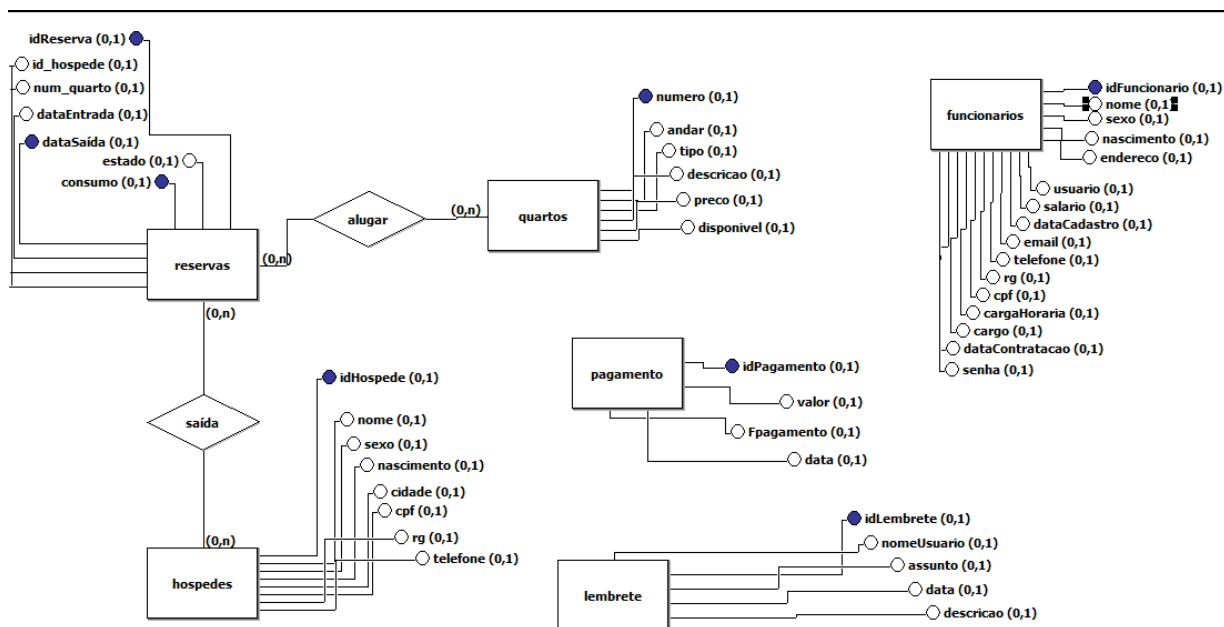 idReserva (0,1)
id_hospede (0,1)
num_quarto (0,1)
dataEntrada (0,1)
dataSaída (0,1)
estado (0,1)
consumo (0,1)
reservas
(0,n)
(0,n)
alugar
(0,n)
quartos
numero (0,1)
andar (0,1)
tipo (0,1)
descricao (0,1)
preco (0,1)
disponivel (0,1)
funcionarios
idFuncionario (0,1)
nome (0,1)
sexo (0,1)
nascimento (0,1)
endereco (0,1)
usuario (0,1)
salario (0,1)
dataCadastro (0,1)
email (0,1)
telefone (0,1)
rg (0,1)
cpf (0,1)
cargaHoraria (0,1)
cargo (0,1)
dataContratacao (0,1)
senha (0,1)
saída
(0,n)
hospedes
idHospede (0,1)
nome (0,1)
sexo (0,1)
nascimento (0,1)
cidade (0,1)
cpf (0,1)
rg (0,1)
telefone (0,1)
pagamento
idPagamento (0,1)
valor (0,1)
Fpagamento (0,1)
data (0,1)
lembrete
idLembrete (0,1)
nomeUsuario (0,1)
assunto (0,1)
data (0,1)
descricao (0,1)